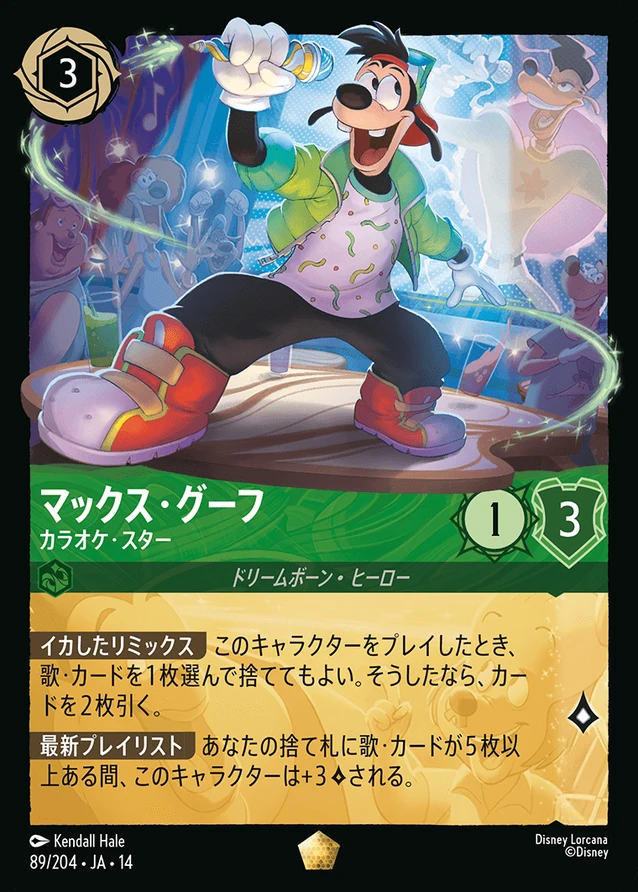 3
マックス・グーフ
カラオケ・スター
1
3
ドリームボーン・ヒーロー
イカしたリミックス このキャラクターをプレイしたとき、
歌・カードを1枚選んで捨ててもよい。そうしたなら、カー
ドを2枚引く。
最新プレイリスト あなたの捨て札に歌・カードが5枚以
上ある間、このキャラクターは+3される。
Kendall Hale
89/204・JA・14
Disney Lorcana
©Disney